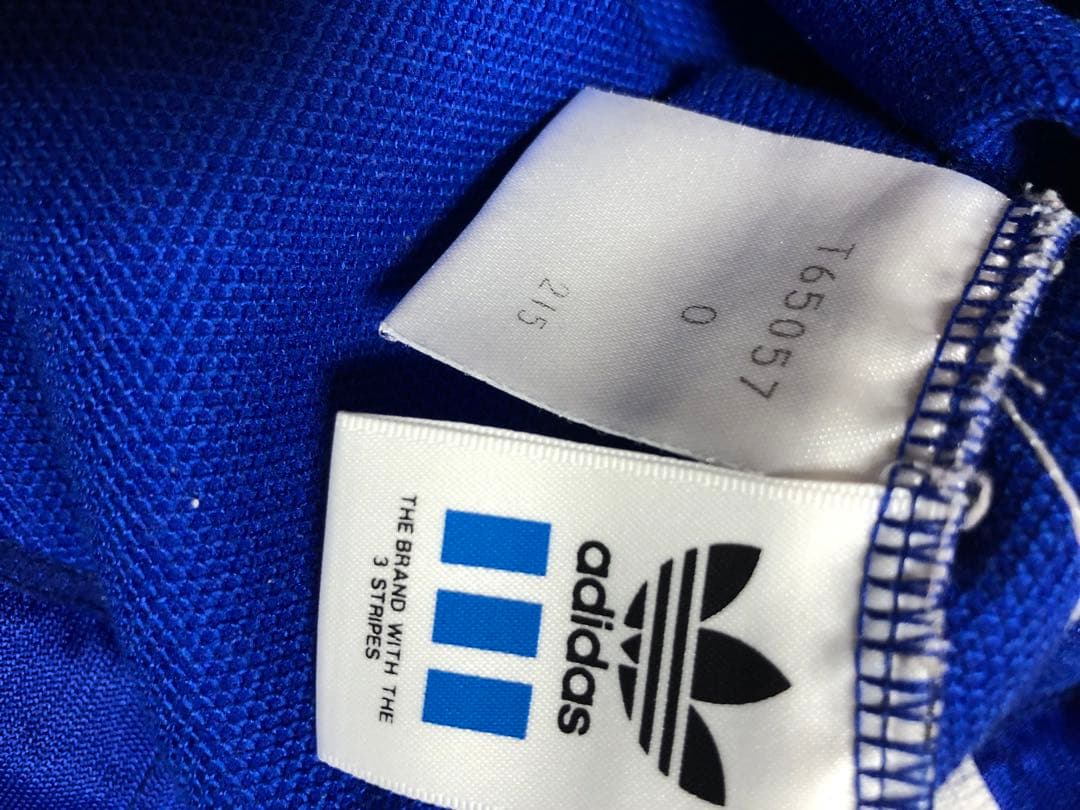 T65057
0
215
adidas
THE BRAND WITH THE
3 STRIPES